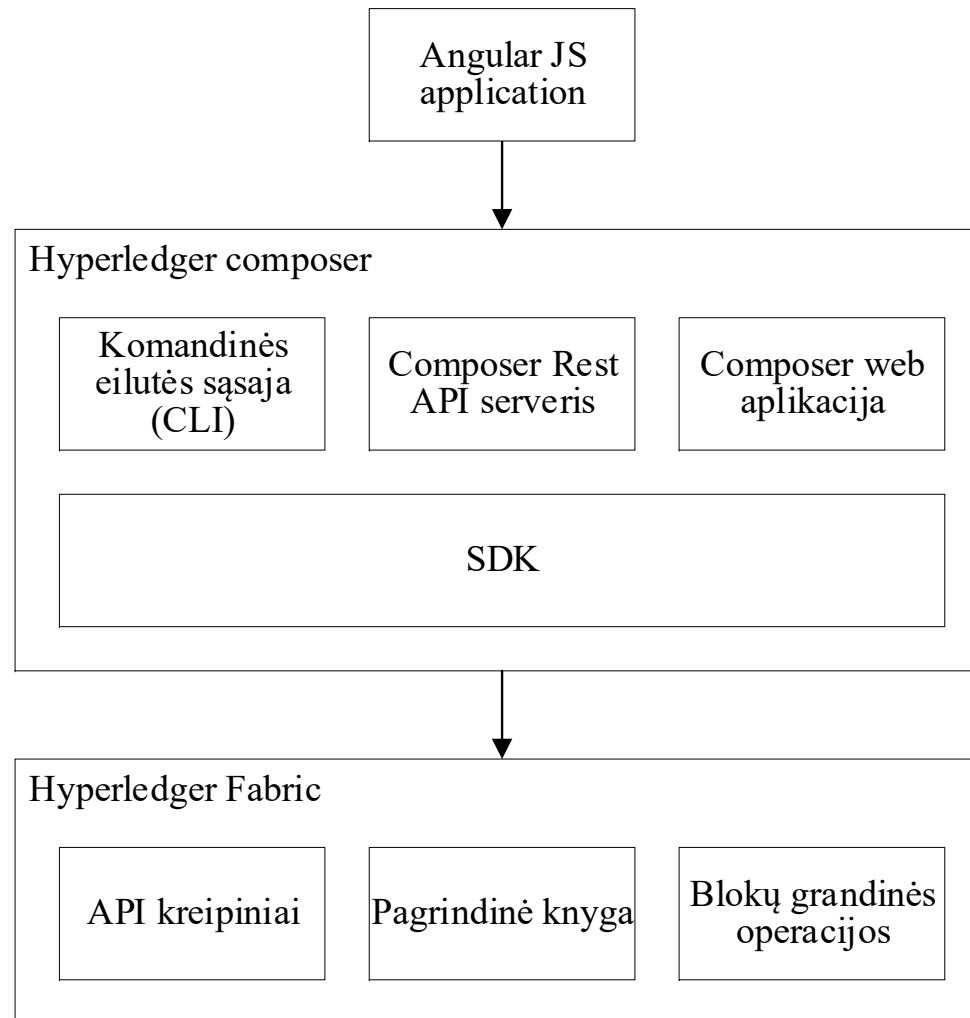 Angular JS
application
Hyperledger composer
Komandinės
eilutės sąsaja
(CLI)
Composer Rest
API serveris
Composer web
aplikacija
SDK
Hyperledger Fabric
API kreipiniai
Pagrindinė knyga
Blokų grandinės
operacijos